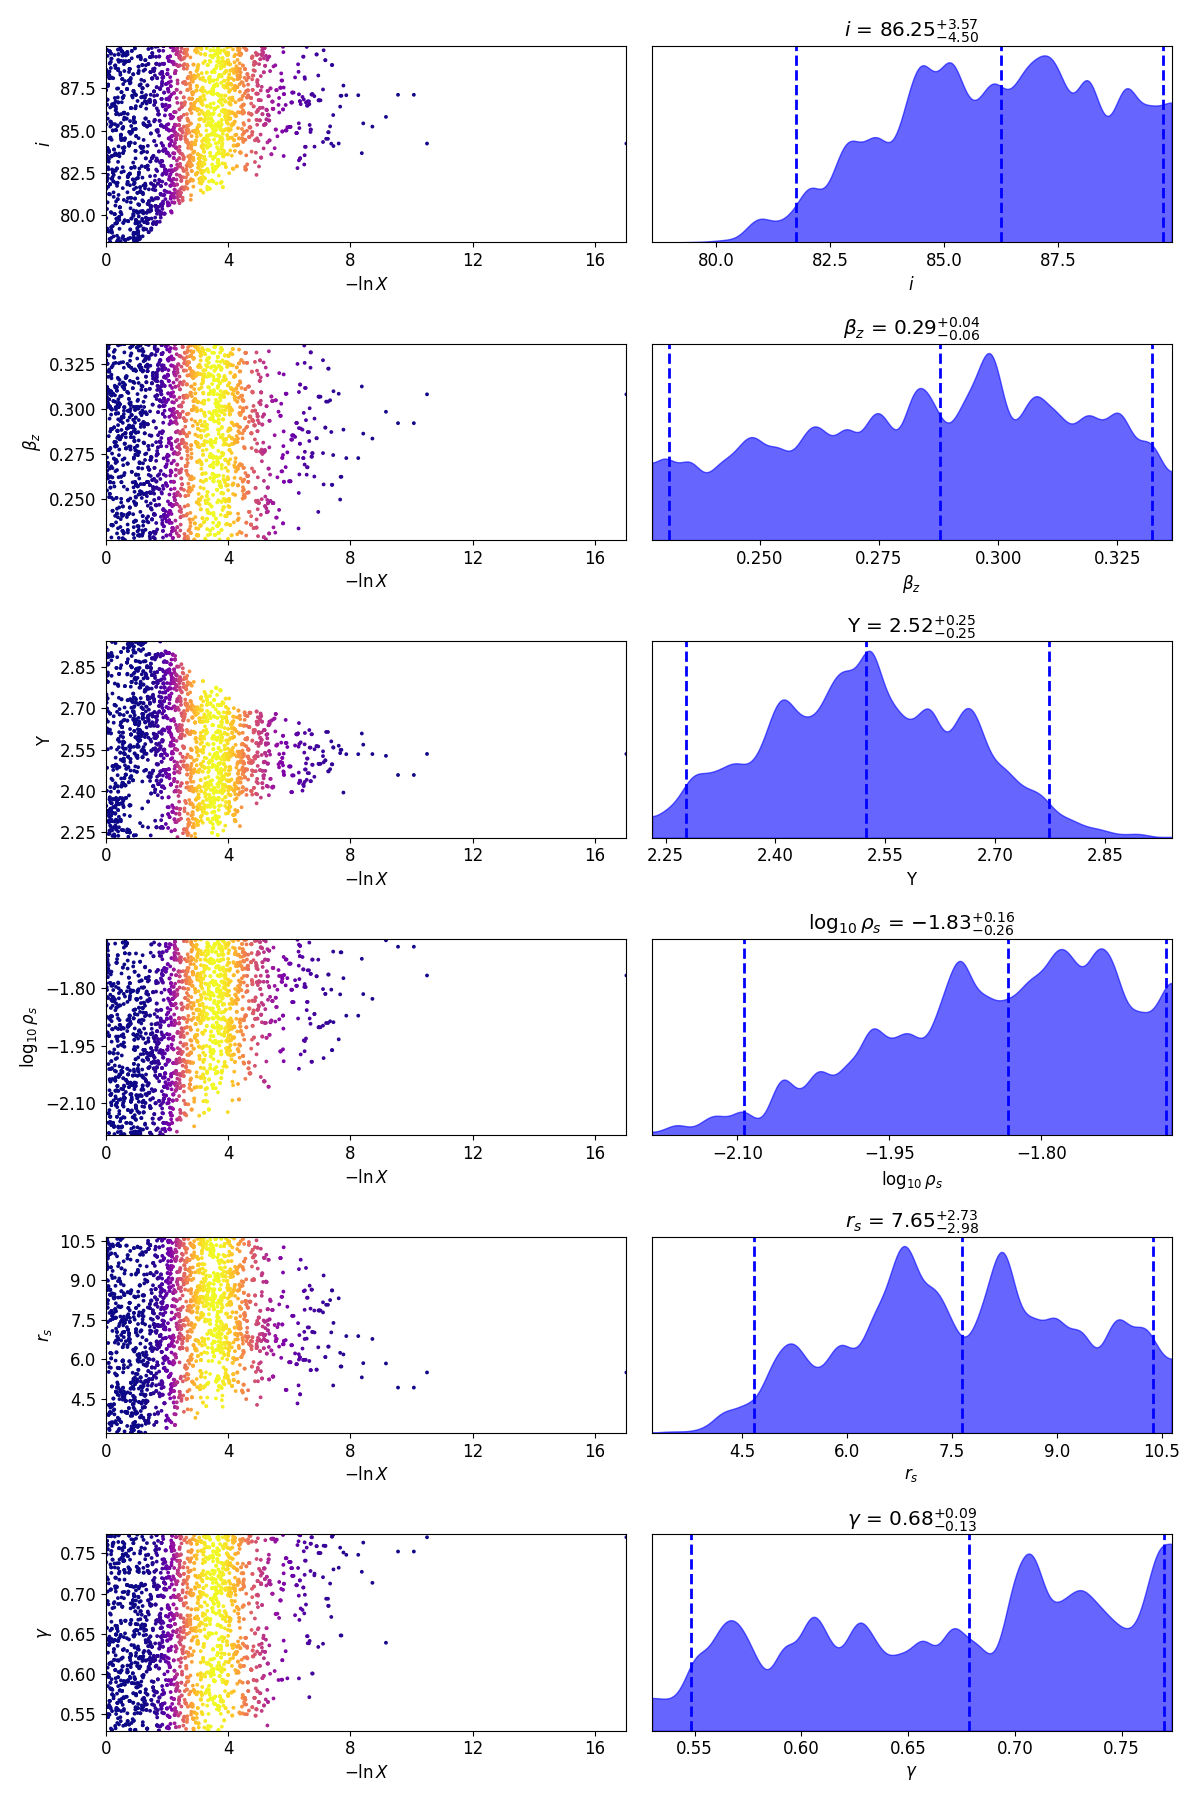 i = 86.25+3.57 −4.50
87.5
85.0
82.5
80.0
i
0 4 8 12 16
−ln X
80.0 82.5 85.0 87.5
i
βz = 0.29+0.04 −0.06
0.325
0.300
0.275
0.250
βz
0 4 8 12 16
−ln X
0.250 0.275 0.300 0.325
βz
Y = 2.52+0.25 −0.25
2.85
2.70
2.55
2.40
2.25
Y
0 4 8 12 16
−ln X
2.25 2.40 2.55 2.70 2.85
Y
log10 ρs = −1.83+0.16 −0.26
−1.80
−1.95
−2.10
log10 ρs
0 4 8 12 16
−ln X
−2.10 −1.95 −1.80
log10 ρs
rs = 7.65+2.73 −2.98
10.5
9.0
7.5
6.0
4.5
rs
0 4 8 12 16
−ln X
4.5 6.0 7.5 9.0 10.5
rs
γ = 0.68+0.09 −0.13
0.75
0.70
0.65
0.60
0.55
γ
0 4 8 12 16
−ln X
0.55 0.60 0.65 0.70 0.75
γ